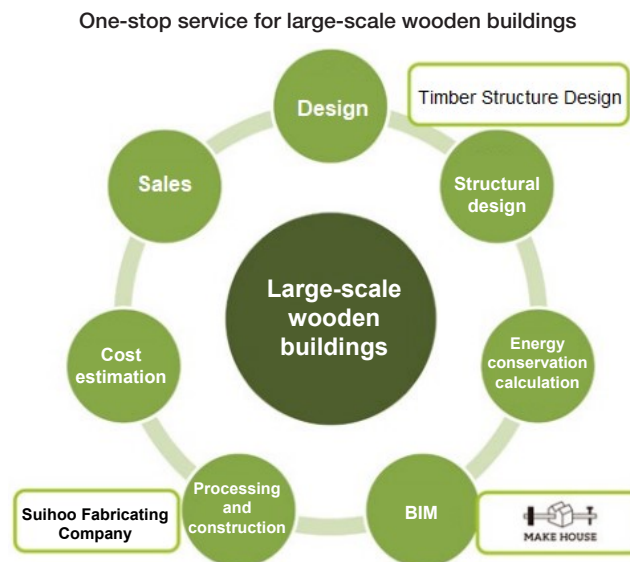 One-stop service for large-scale wooden buildings
Design
Timber Structure Design
Sales
Structural
design
Large-scale
wooden
buildings
Cost
estimation
Energy
conservation
calculation
Processing
and
construction
BIM
Suihoo Fabricating
Company
MAKE HOUSE